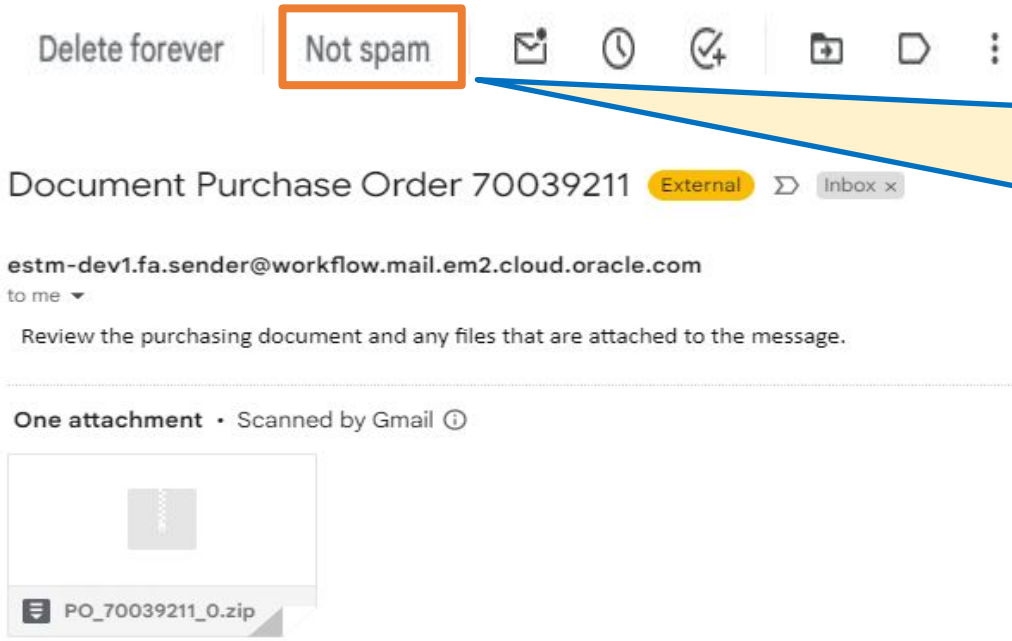 Delete forever Not spam
Document Purchase Order 70039211 External Inbox ×
estm-dev1.fa.sender@workflow.mail.em2.cloud.oracle.com
to me
Review the purchasing document and any files that are attached to the message.
One attachment • Scanned by Gmail
PO_70039211_0.zip